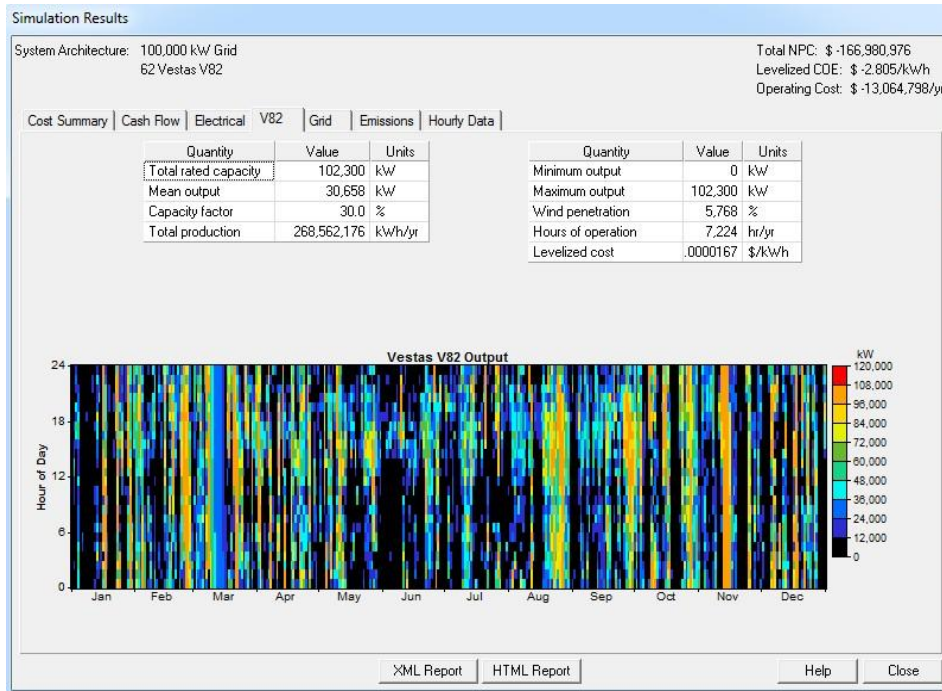 Simulation Results
System Architecture: 100,000 kW Grid
62 Vestas V82
Total NPC: $ -166,980,976
Levelized COE: $ -2.805/kWh
Operating Cost: $ -13,064,798/yr
Cost Summary Cash Flow Electrical V82 Grid Emissions Hourly Data
Quantity Value Units
Total rated capacity 102,300 kW
Mean output 30,658 kW
Capacity factor 30.0 %
Total production 268,562,176 kWh/yr
Quantity Value Units
Minimum output 0 kW
Maximum output 102,300 kW
Wind penetration 5,768 %
Hours of operation 7,224 hr/yr
Levelized cost .0000167 $/kWh
Vestas V82 Output
Hour of Day
24
18
12
6
0
Jan Feb Mar Apr May Jun Jul Aug Sep Oct Nov Dec
kW
120,000
108,000
96,000
84,000
72,000
60,000
48,000
36,000
24,000
12,000
0
XML Report HTML Report Help Close